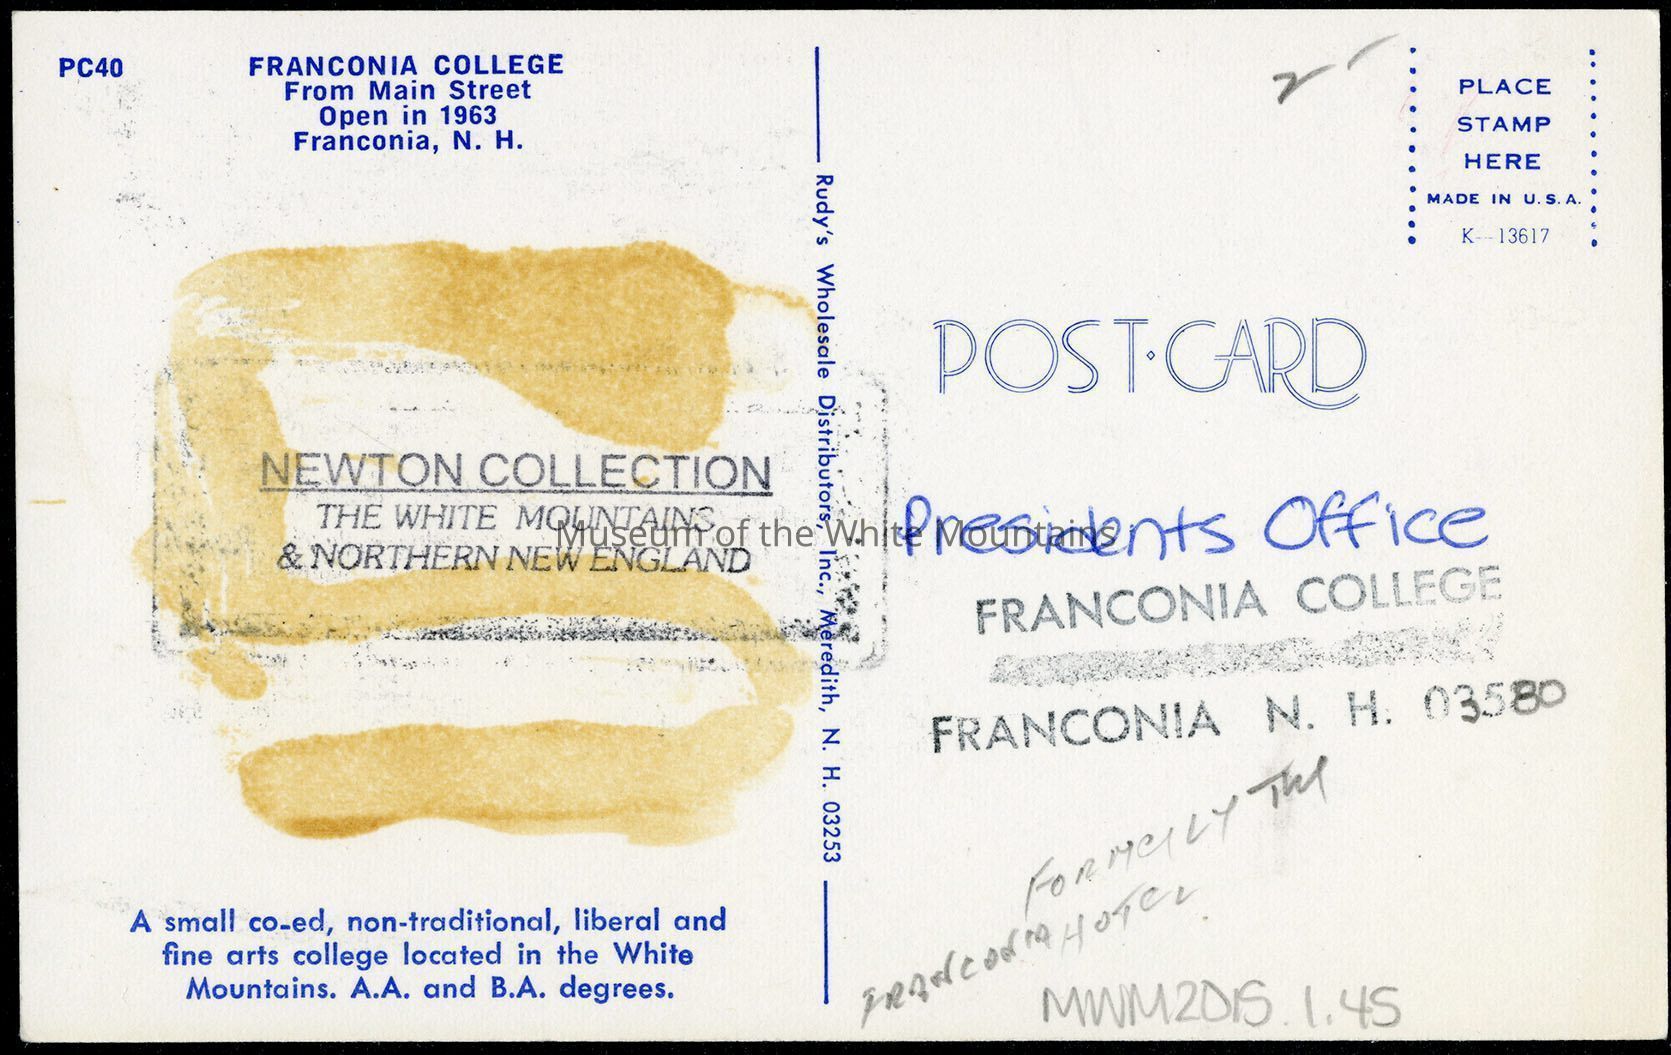 PC40
FRANCONIA COLLEGE
From Main Street
Open in 1963
Franconia, N. H.
Rudy's Wholesale Distributors, Inc., Meredith, N. H. 03253
NEWTON COLLECTION
THE WHITE MOUNTAINS
& NORTHERN NEW ENGLAND
Museum of the White Mountains
A small co-ed, non-traditional, liberal and
fine arts college located in the White
Mountains. A.A. and B.A. degrees.
PLACE
STAMP
HERE
MADE IN U.S.A.
K--13617
POST·CARD
Presidents Office
FRANCONIA COLLEGE
FRANCONIA N. H. 03580
FORMELLY THE
FRANCONIA HOTEL
MWM2015.1.45